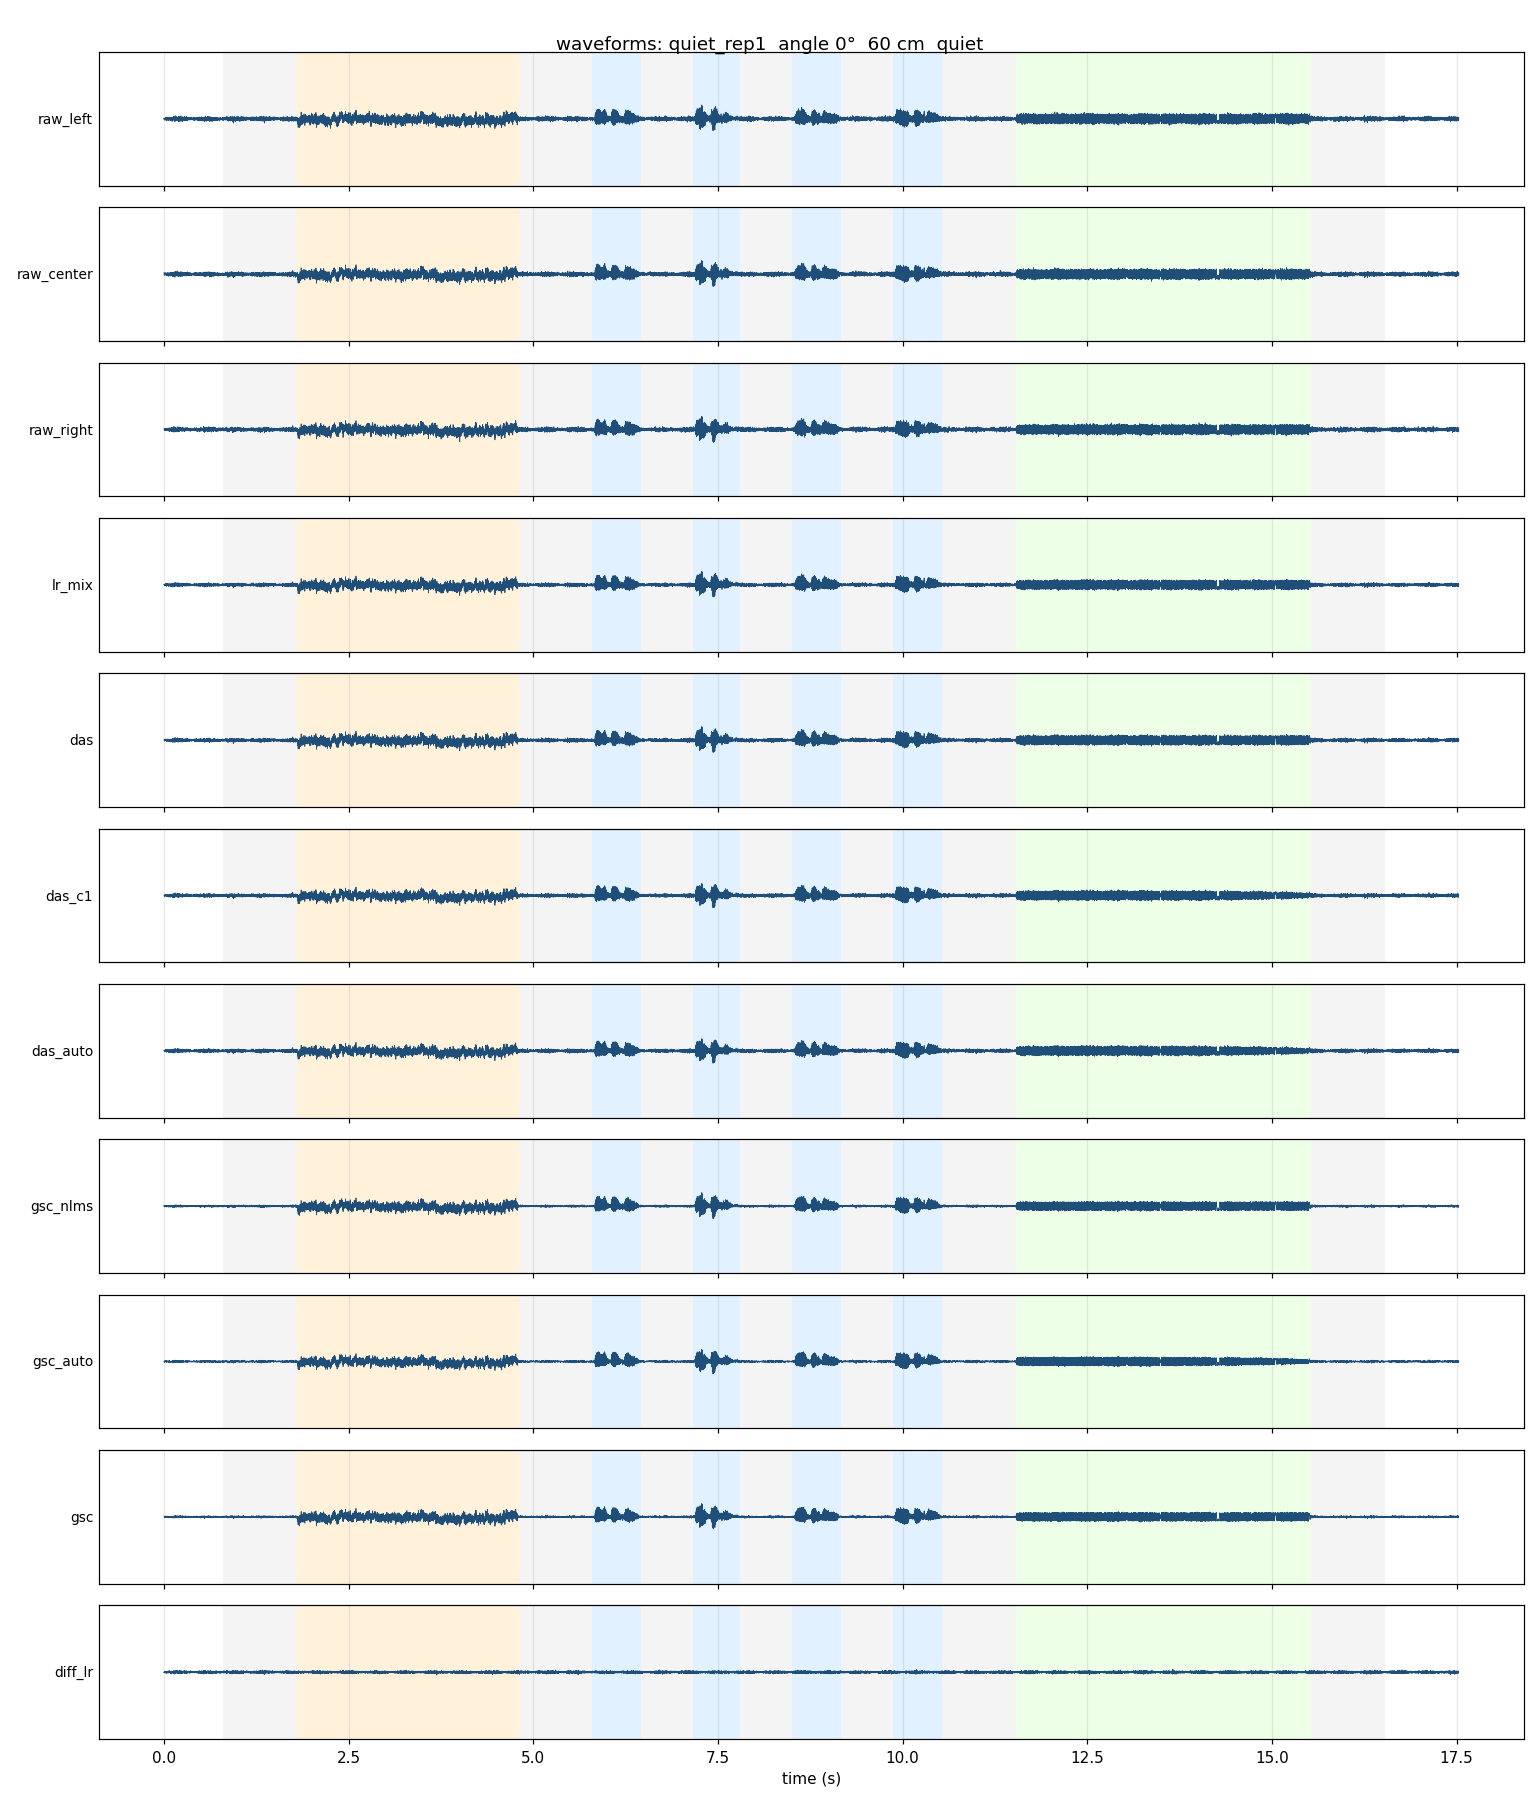 waveforms: quiet_rep1 angle 0° 60 cm quiet
raw_left
raw_center
raw_right
lr_mix
das
das_c1
das_auto
gsc_nlms
gsc_auto
gsc
diff_lr
0.0 2.5 5.0 7.5 10.0 12.5 15.0 17.5
time (s)